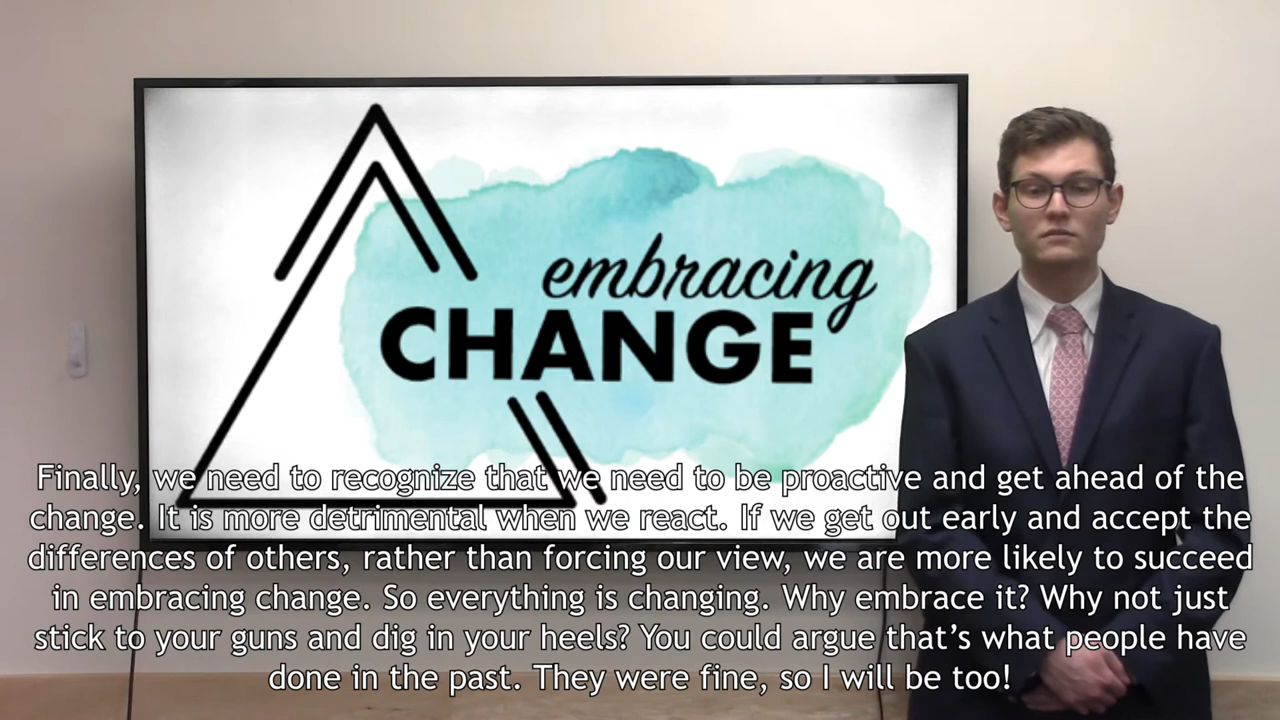 embracing
CHANGE
Finally, we need to recognize that we need to be proactive and get ahead of the
change. It is more detrimental when we react. If we get out early and accept the
differences of others, rather than forcing our view, we are more likely to succeed
in embracing change. So everything is changing. Why embrace it? Why not just
stick to your guns and dig in your heels? You could argue that’s what people have
done in the past. They were fine, so I will be too!